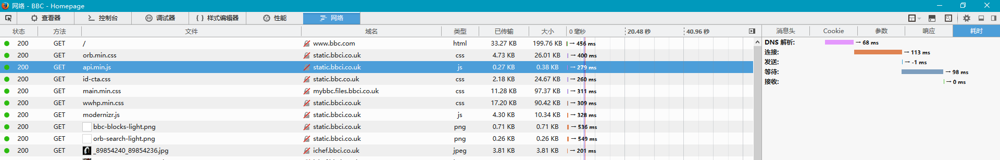 网络 - BBC - Homepage
查看器 控制台 调试器 样式编辑器 性能 网络
状态 方法 文件 域名 类型 已传输 大小 0 毫秒 20.48 秒 40.96 秒 消息头 Cookie 参数 响应 耗时
200 GET / www.bbc.com html 33.27 KB 199.76 KB → 456 ms DNS 解析: → 68 ms
200 GET orb.min.css static.bbci.co.uk css 4.73 KB 26.01 KB → 400 ms 连接: → 113 ms
200 GET api.min.js static.bbci.co.uk js 0.27 KB 0.38 KB → 279 ms 发送: → -1 ms
200 GET id-cta.css static.bbc.co.uk css 2.18 KB 24.67 KB → 260 ms 等待: → 98 ms
200 GET main.min.css mybbc.files.bbci.co.uk css 11.28 KB 97.37 KB → 311 ms 接收: → 0 ms
200 GET wwhp.min.css static.bbci.co.uk css 17.20 KB 90.42 KB → 309 ms
200 GET modernizr.js static.bbci.co.uk js 4.30 KB 10.34 KB → 328 ms
200 GET bbc-blocks-light.png static.bbci.co.uk png 0.71 KB 0.71 KB → 536 ms
200 GET orb-search-light.png static.bbci.co.uk png 0.26 KB 0.26 KB → 549 ms
200 GET _89854240_89854236.jpg ichef.bbci.co.uk jpeg 3.81 KB 3.81 KB → 201 ms